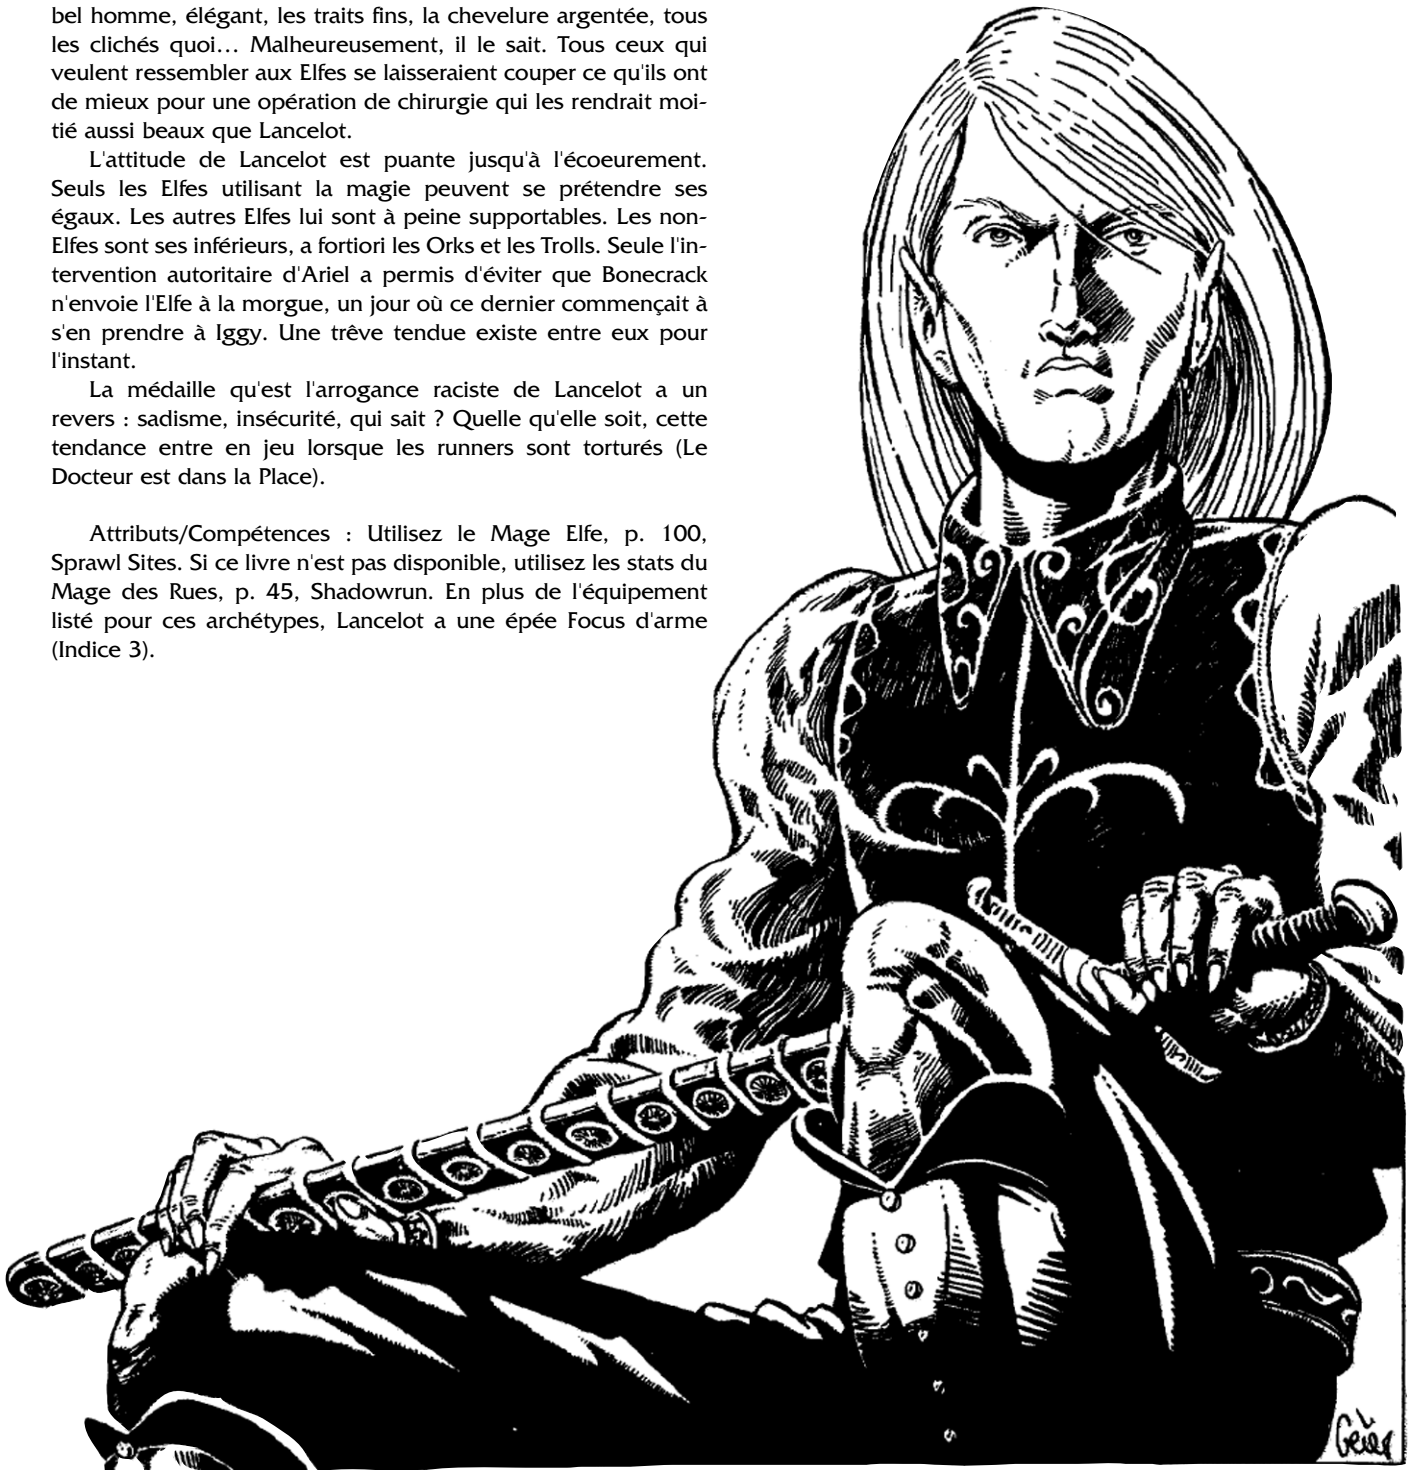 bel homme, élégant, les traits fins, la chevelure argentée, tous
les clichés quoi… Malheureusement, il le sait. Tous ceux qui
veulent ressembler aux Elfes se laisseraient couper ce qu'ils ont
de mieux pour une opération de chirurgie qui les rendrait moi-
tié aussi beaux que Lancelot.
L'attitude de Lancelot est puante jusqu'à l'écoeurement.
Seuls les Elfes utilisant la magie peuvent se prétendre ses
égaux. Les autres Elfes lui sont à peine supportables. Les non-
Elfes sont ses inférieurs, a fortiori les Orks et les Trolls. Seule l'in-
tervention autoritaire d'Ariel a permis d'éviter que Bonecrack
n'envoie l'Elfe à la morgue, un jour où ce dernier commençait à
s'en prendre à Iggy. Une trêve tendue existe entre eux pour
l'instant.
La médaille qu'est l'arrogance raciste de Lancelot a un
revers : sadisme, insécurité, qui sait ? Quelle qu'elle soit, cette
tendance entre en jeu lorsque les runners sont torturés (Le
Docteur est dans la Place).
Attributs/Compétences : Utilisez le Mage Elfe, p. 100,
Sprawl Sites. Si ce livre n'est pas disponible, utilisez les stats du
Mage des Rues, p. 45, Shadowrun. En plus de l'équipement
listé pour ces archétypes, Lancelot a une épée Focus d'arme
(Indice 3).